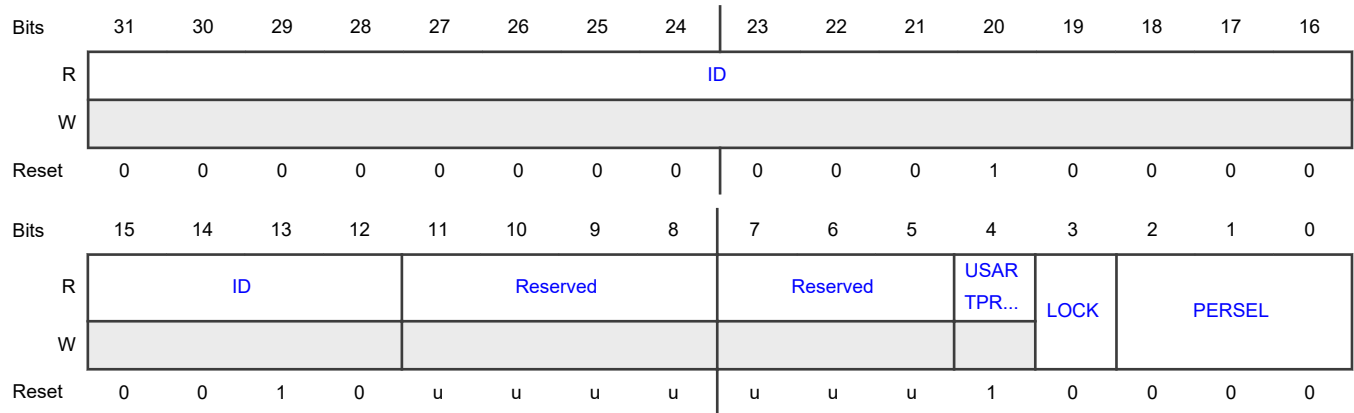 Bits 31 30 29 28 27 26 25 24 23 22 21 20 19 18 17 16
R ID
W
Reset 0 0 0 0 0 0 0 0 0 0 0 1 0 0 0 0
Bits 15 14 13 12 11 10 9 8 7 6 5 4 3 2 1 0
R ID Reserved Reserved USAR TPR... LOCK PERSEL
W
Reset 0 0 1 0 u u u u u u u 1 0 0 0 0